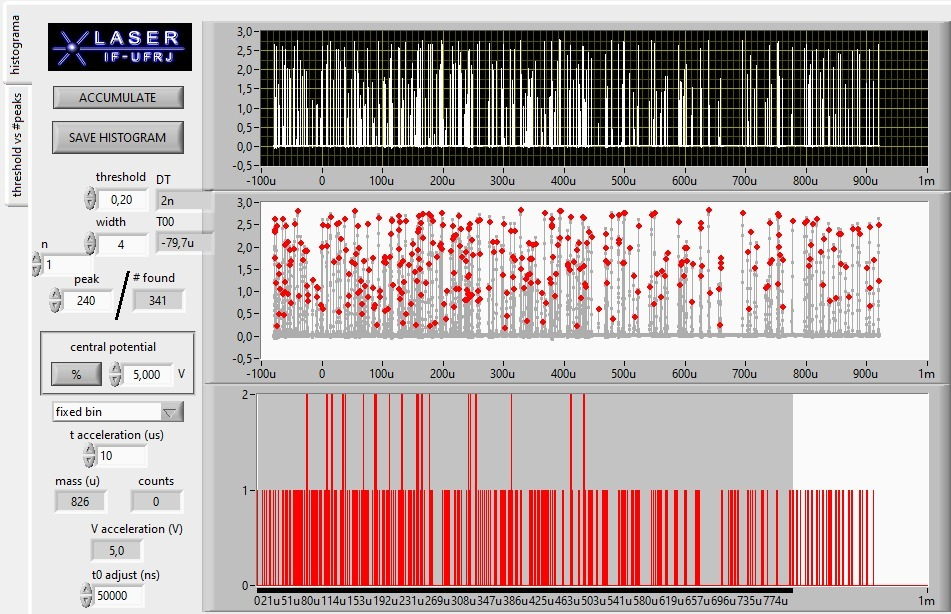 histograma
threshold vs #peaks
LASER
IF-UFRJ
ACCUMULATE
SAVE HISTOGRAM
threshold DT
0,20 2n
width T00
4 -79,7u
n
1
peak # found
240 341
central potential
% 5,000 V
fixed bin
t acceleration (us)
10
mass (u) counts
826 0
V acceleration (V)
5,0
t0 adjust (ns)
50000
3,0
2,5
2,0
1,5
1,0
0,5
0,0
-0,5
-100u 0 100u 200u 300u 400u 500u 600u 700u 800u 900u 1m
3,0
2,5
2,0
1,5
1,0
0,5
0,0
-0,5
-100u 0 100u 200u 300u 400u 500u 600u 700u 800u 900u 1m
2
1
0
021u51u80u114u153u192u231u269u308u347u386u425u463u503u541u580u619u657u696u735u774u 1m